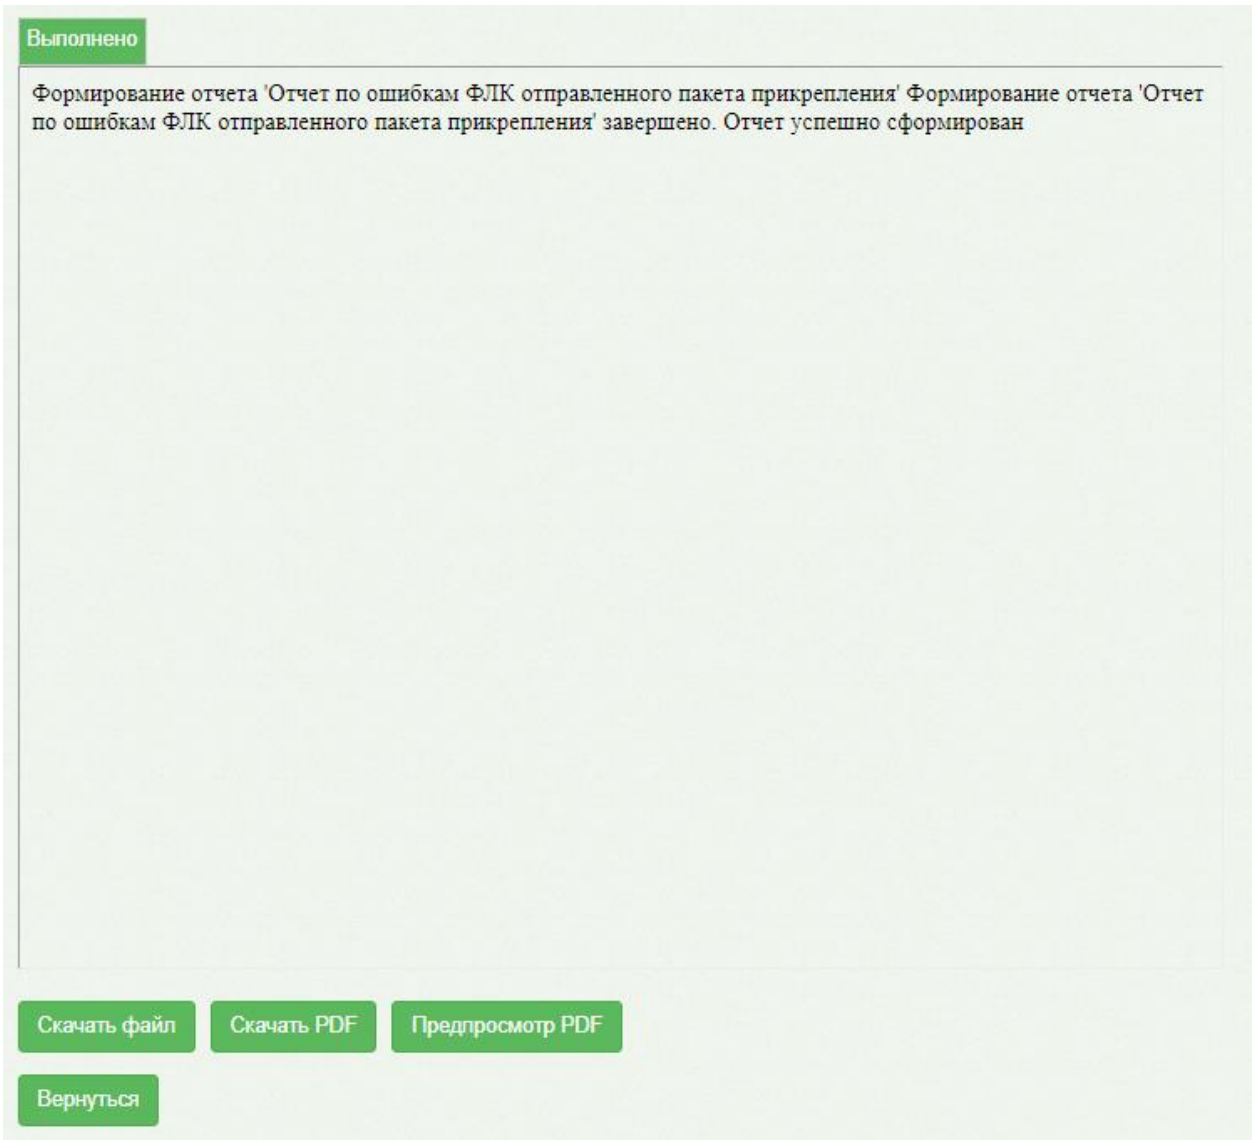 Выполнено
Формирование отчета 'Отчет по ошибкам ФЛК отправленного пакета прикрепления' Формирование отчета 'Отчет
по ошибкам ФЛК отправленного пакета прикрепления' завершено. Отчет успешно сформирован
Скачать файл Скачать PDF Предпросмотр PDF
Вернуться